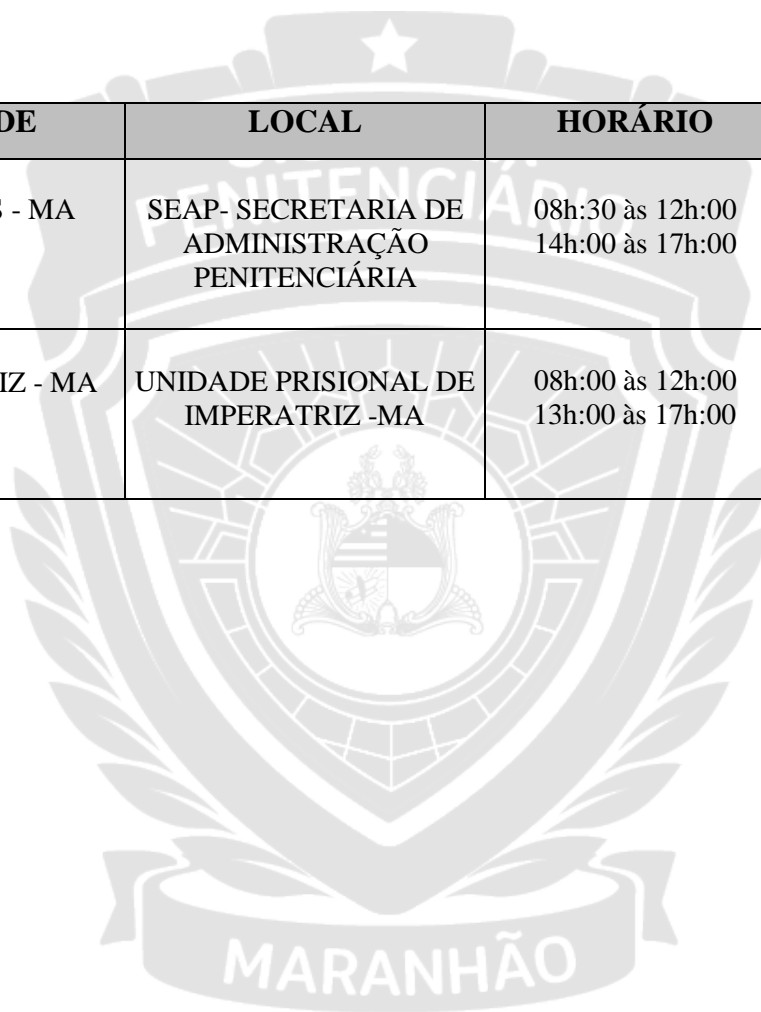 DE LOCAL HORÁRIO
S - MA SEAP- SECRETARIA DE 08h:30 às 12h:00
ADMINISTRAÇÃO 14h:00 às 17h:00
PENITENCIÁRIA
IZ - MA UNIDADE PRISIONAL DE 08h:00 às 12h:00
IMPERATRIZ -MA 13h:00 às 17h:00
PENITENCIÁRIO
MARANHÃO